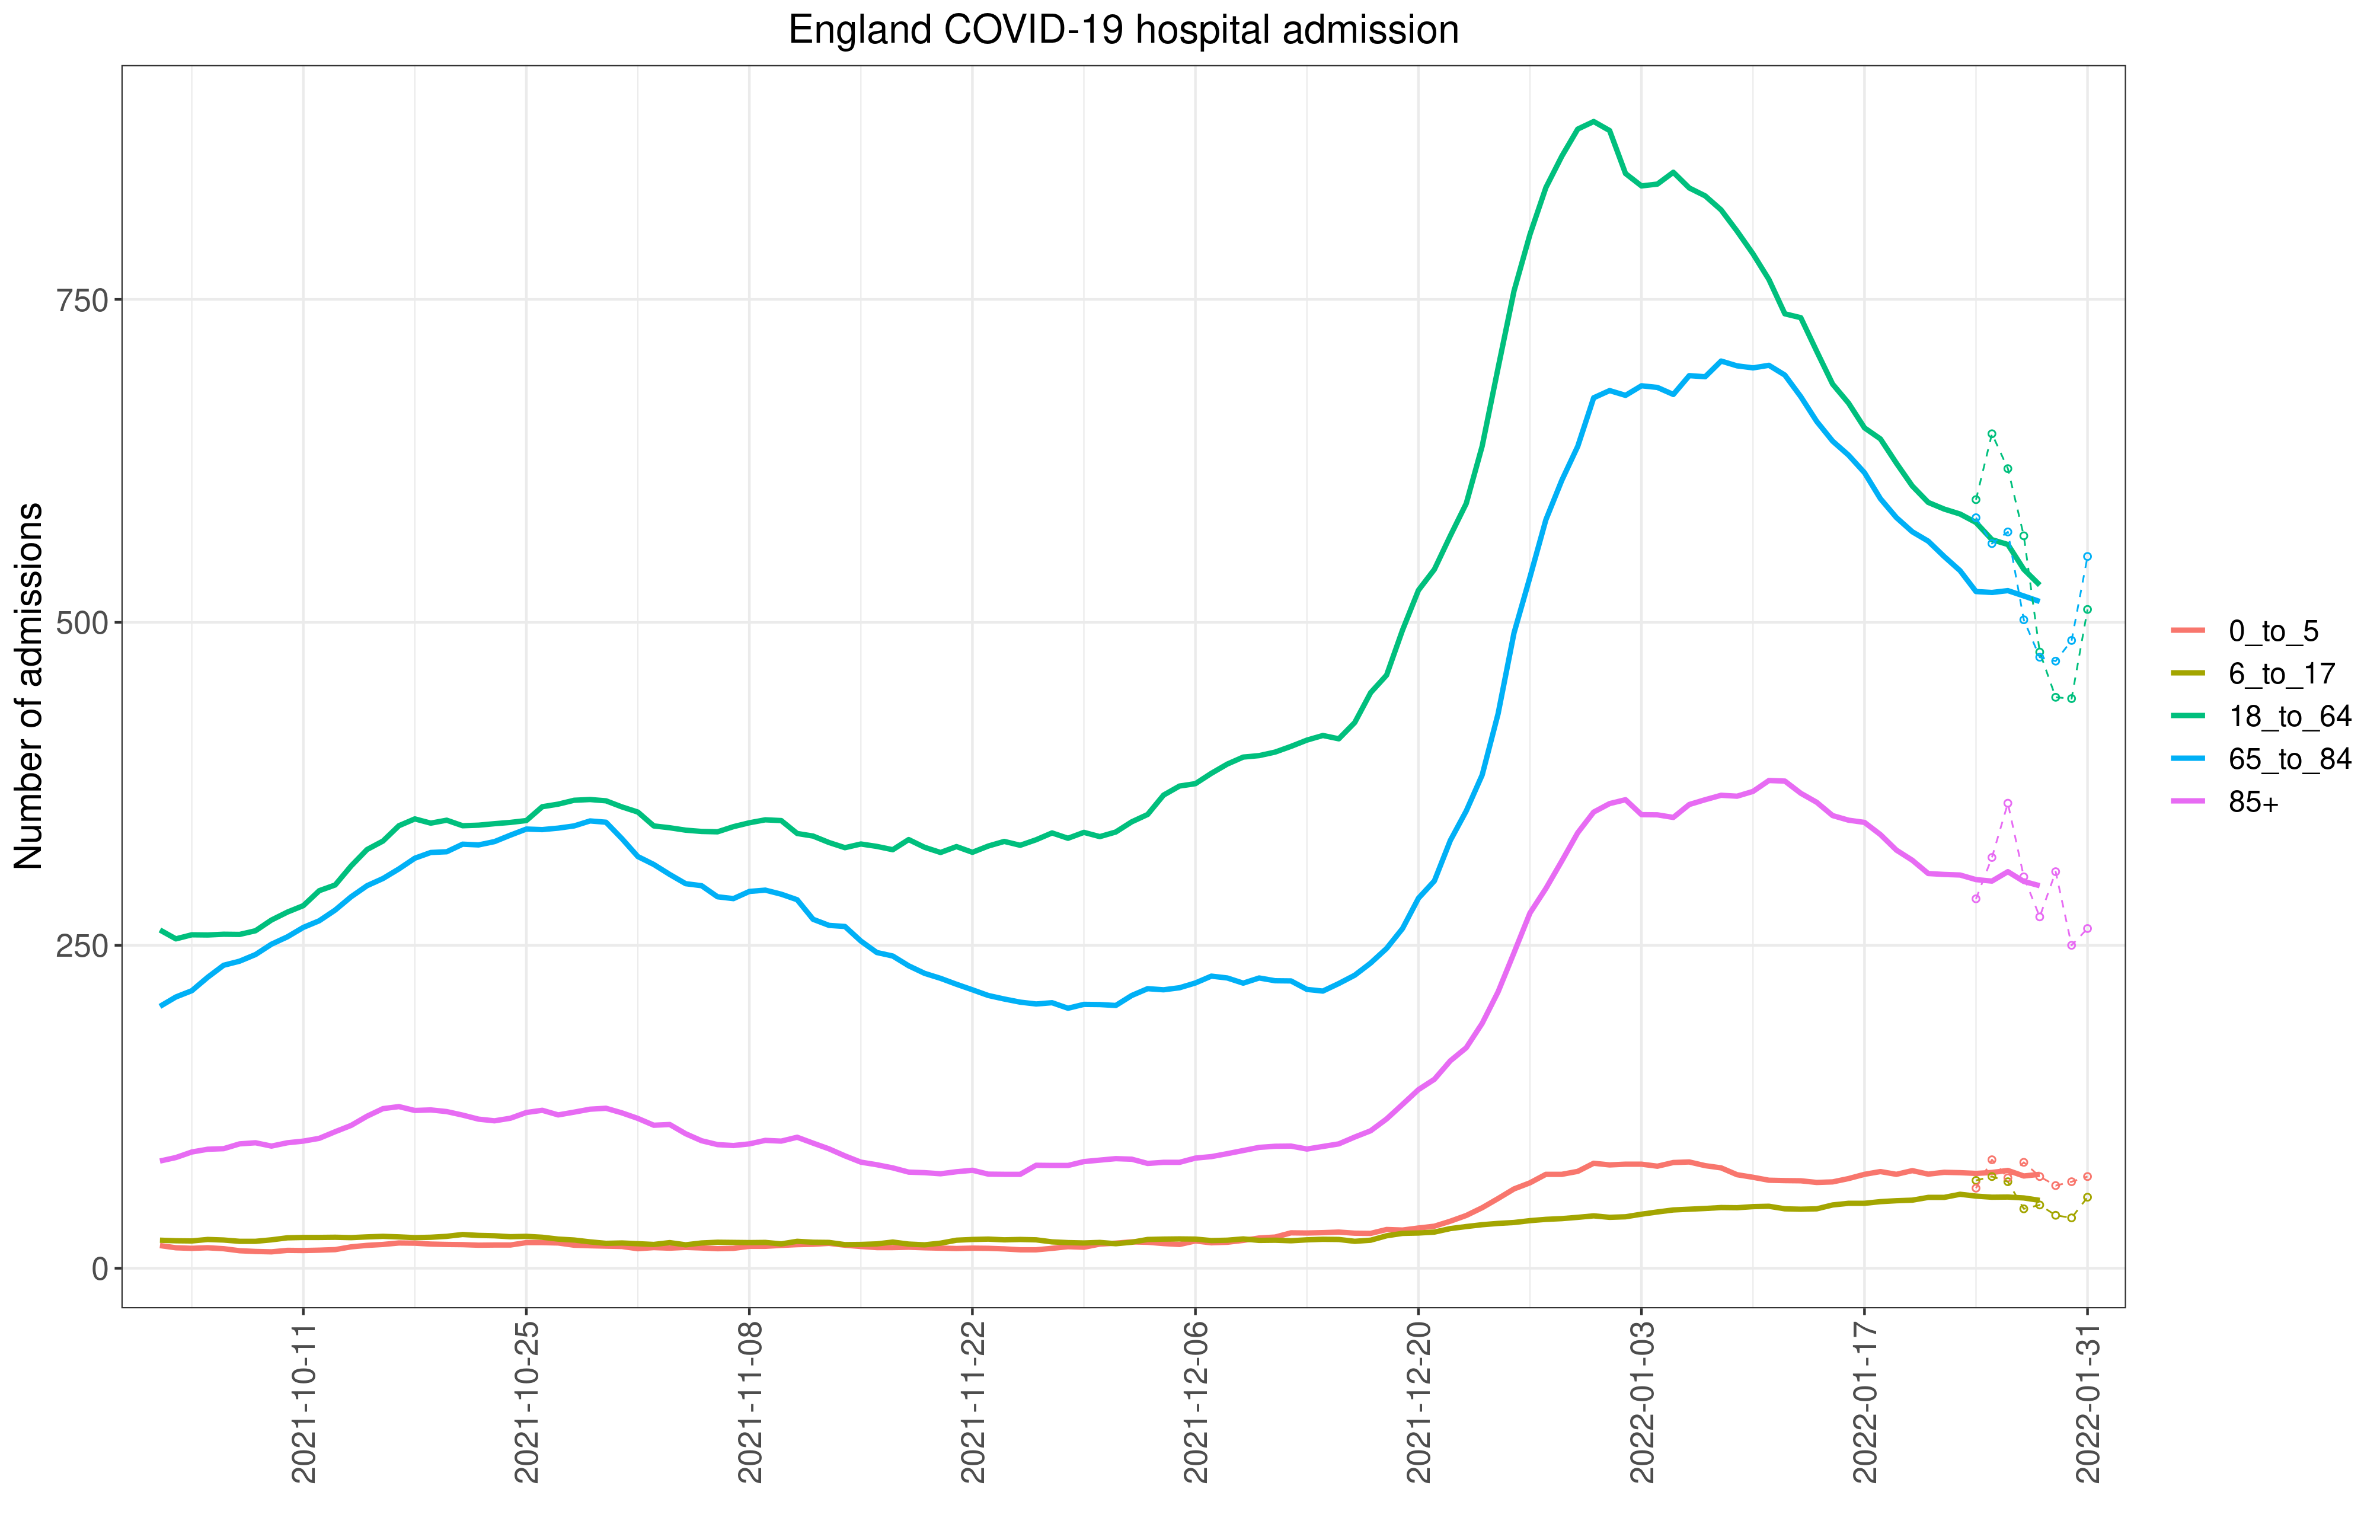 England COVID-19 hospital admission
Number of admissions
750
500
250
0
2021-10-11
2021-10-25
2021-11-08
2021-11-22
2021-12-06
2021-12-20
2022-01-03
2022-01-17
2022-01-31
0_to_5
6_to_17
18_to_64
65_to_84
85+